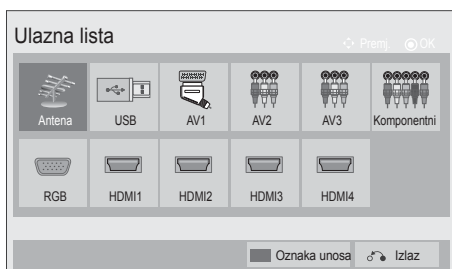 Ulazna lista
Premj. OK
Antena USB AV1 AV2 AV3 Komponentni
RGB HDMI1 HDMI2 HDMI3 HDMI4
Oznaka unosa Izlaz